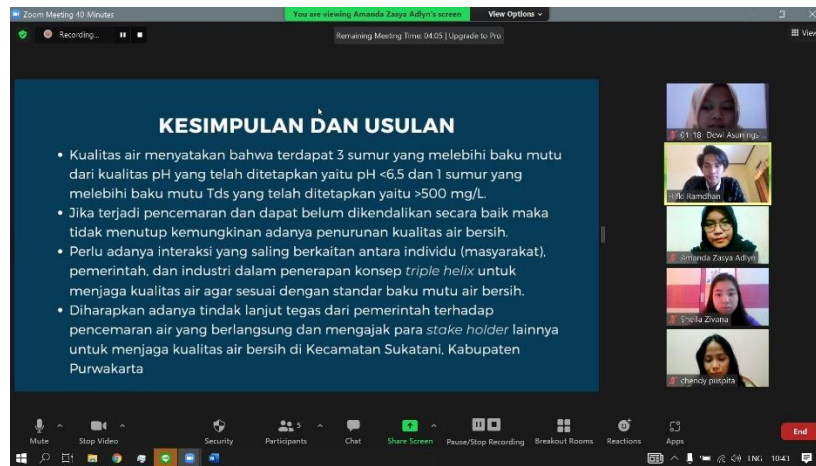 Zoom Meeting 40 Minutes
You are viewing Amanda Zasya Adlyn's screen
View Options
Recording...
Remaining Meeting Time: 04:05 | Upgrade to Pro
View
KESIMPULAN DAN USULAN
• Kualitas air menyatakan bahwa terdapat 3 sumur yang melebihi baku mutu
dari kualitas pH yang telah ditetapkan yaitu pH <6,5 dan 1 sumur yang
melebihi baku mutu Tds yang telah ditetapkan yaitu >500 mg/L.
• Jika terjadi pencemaran dan dapat belum dikendalikan secara baik maka
tidak menutup kemungkinan adanya penurunan kualitas air bersih.
• Perlu adanya interaksi yang saling berkaitan antara individu (masyarakat),
pemerintah, dan industri dalam penerapan konsep triple helix untuk
menjaga kualitas air agar sesuai dengan standar baku mutu air bersih.
• Diharapkan adanya tindak lanjut tegas dari pemerintah terhadap
pencemaran air yang berlangsung dan mengajak para stake holder lainnya
untuk menjaga kualitas air bersih di Kecamatan Sukatani, Kabupaten
Purwakarta
01-18- Dewi
Rifki Ramdhan
Amanda Zasya Adlyn
Sheila Zivana
chendy puspita
Mute
Stop Video
Security
5
Participants
Chat
Share Screen
Pause/Stop Recording
Breakout Rooms
Reactions
Apps
End
ENG
10:43